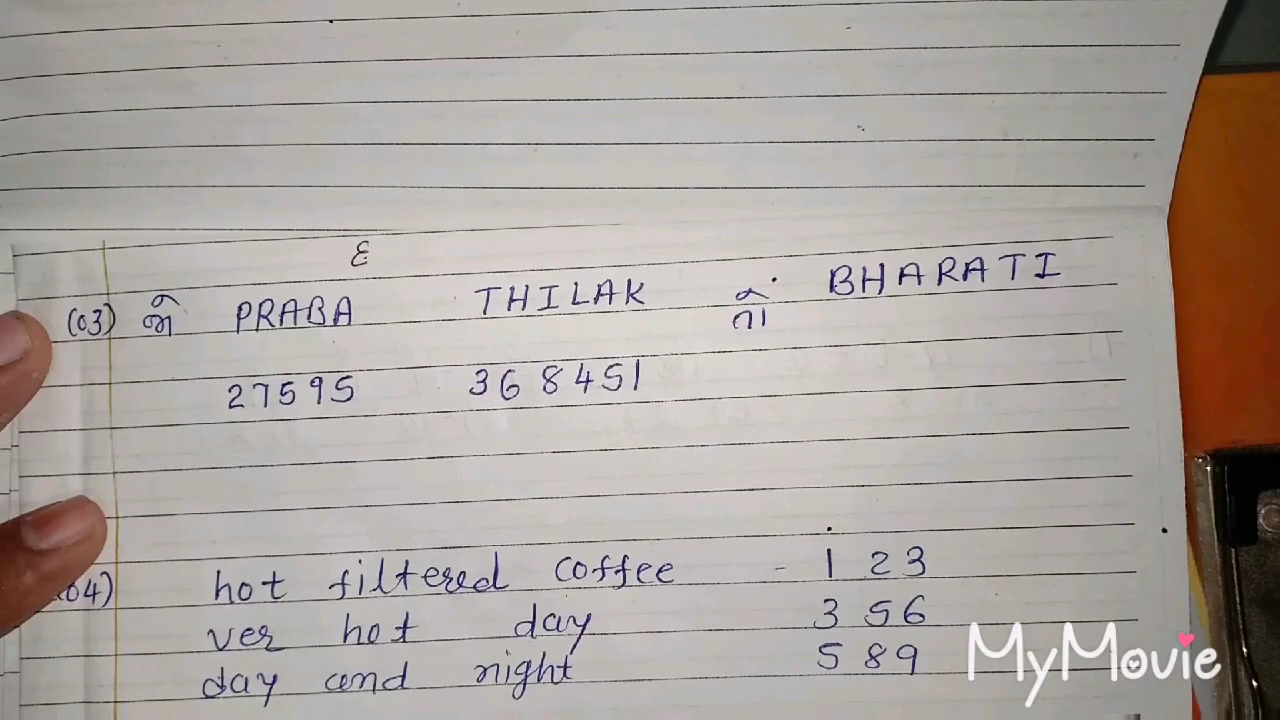 (03) PRABA THILAK BHARATI
27595 368451
04) hot filtered coffee - 1 2 3
ver hot day 3 5 6
day and night 5 8 9
MyMovie